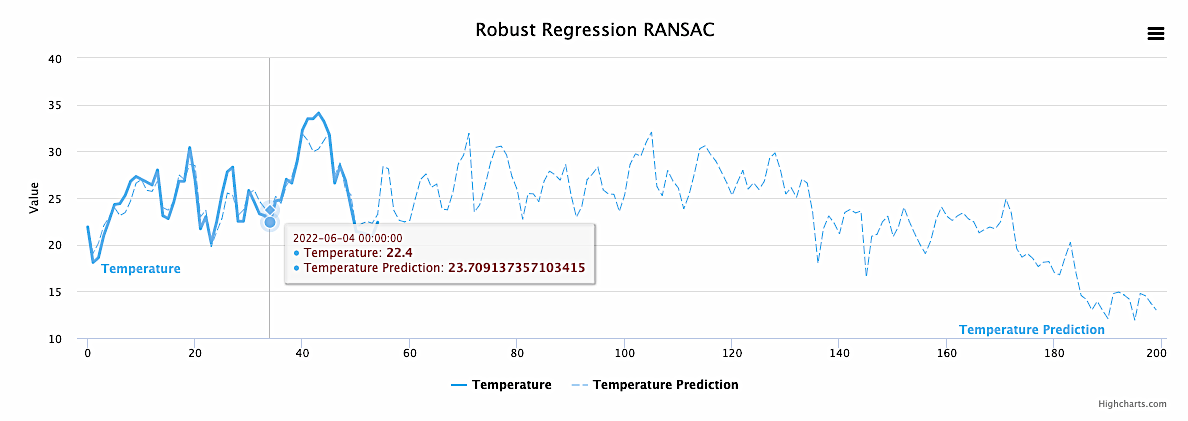 Robust Regression RANSAC
40
35
30
25
20
15
10
Value
2022-06-04 00:00:00
● Temperature: 22.4
● Temperature Prediction: 23.709137357103415
Temperature
Temperature Prediction
0 20 40 60 80 100 120 140 160 180 200
Temperature Temperature Prediction
Highcharts.com